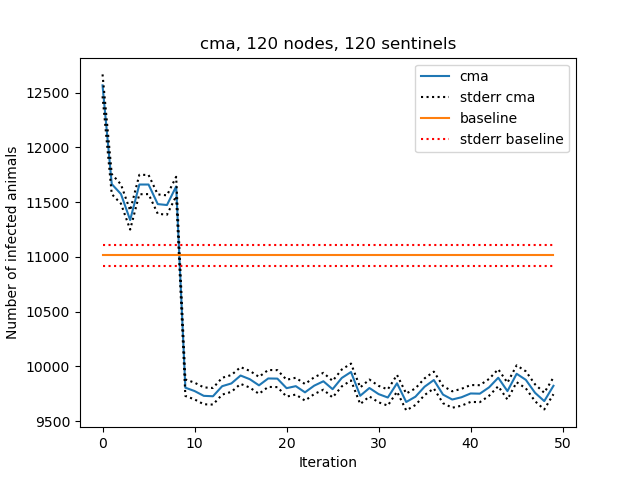 cma, 120 nodes, 120 sentinels
cma
stderr cma
baseline
stderr baseline
Number of infected animals
12500
12000
11500
11000
10500
10000
9500
0 10 20 30 40 50
Iteration